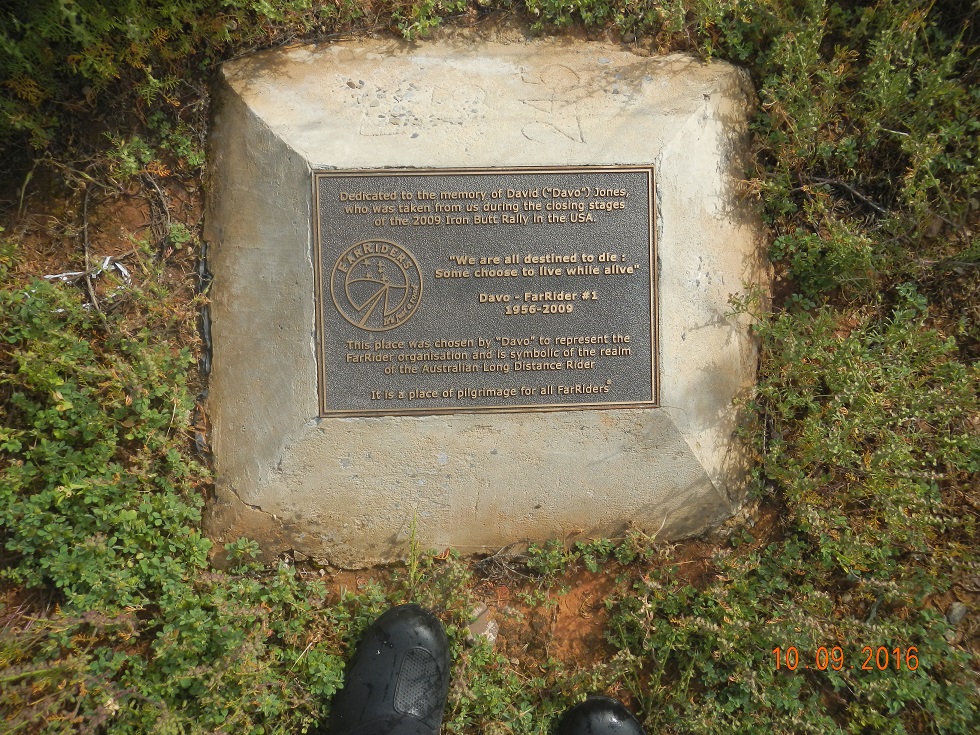 Dedicated to the memory of David ("Davo") Jones,
who was taken from us during the closing stages
of the 2009 Iron Butt Rally in the USA.
"We are all destined to die :
Some choose to live while alive"
FARRIDERS
Davo - FarRider #1
1956-2009
This place was chosen by "Davo" to represent the
FarRider organisation and is symbolic of the realm
of the Australian Long Distance Rider
It is a place of pilgrimage for all FarRiders
10 09 2016